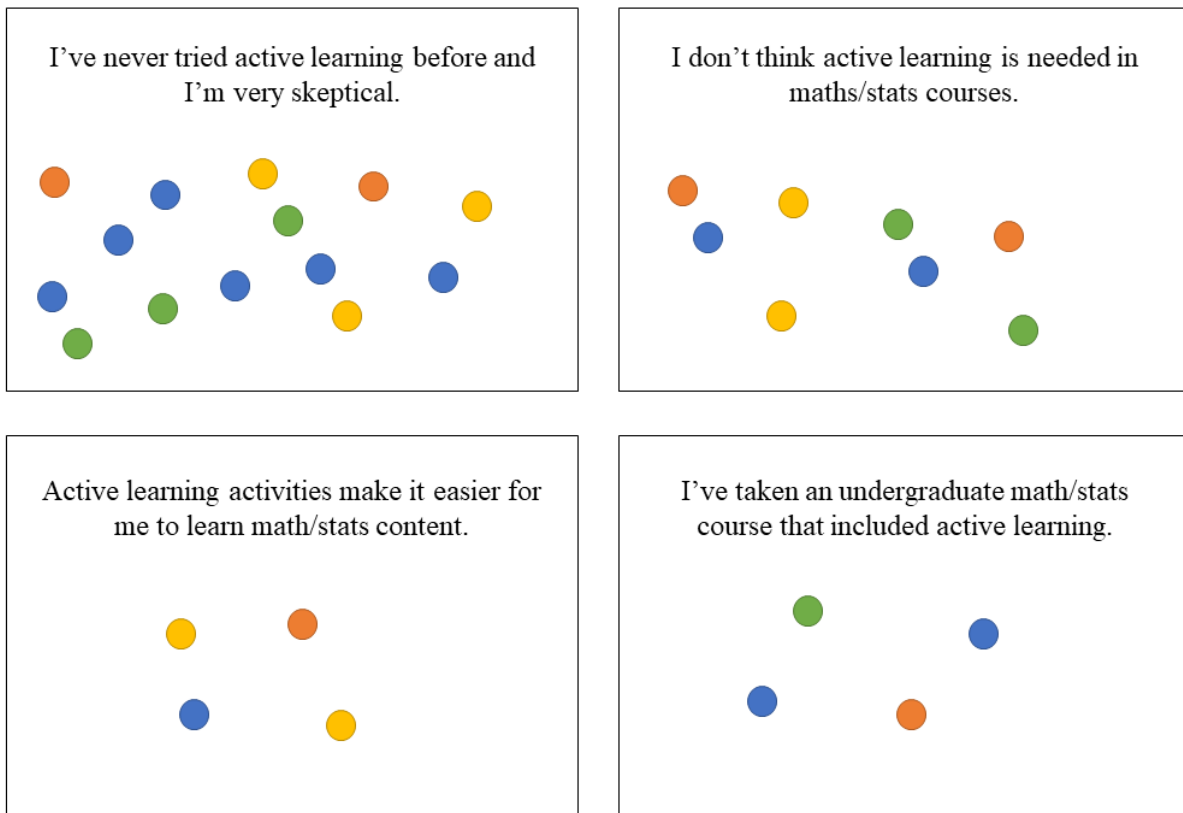 I’ve never tried active learning before and
I’m very skeptical.
I don’t think active learning is needed in
maths/stats courses.
Active learning activities make it easier for
me to learn math/stats content.
I’ve taken an undergraduate math/stats
course that included active learning.